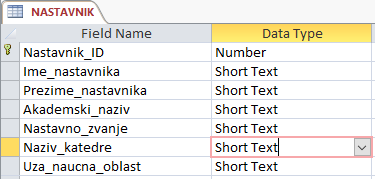 NASTAVNIK
Field Name Data Type
Nastavnik_ID Number
Ime_nastavnika Short Text
Prezime_nastavnika Short Text
Akademski_naziv Short Text
Nastavno_zvanje Short Text
Naziv_katedre Short Text
Uza_naucna_oblast Short Text